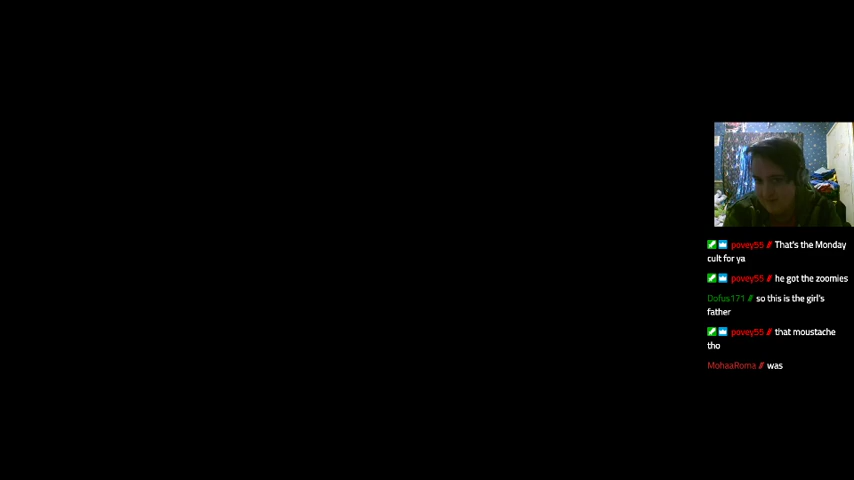 povey55 // That's the Monday
cult for ya
povey55 // he got the zoomies
Dofus171 // so this is the girl's
father
povey55 // that moustache
tho
MohaaRoma // was